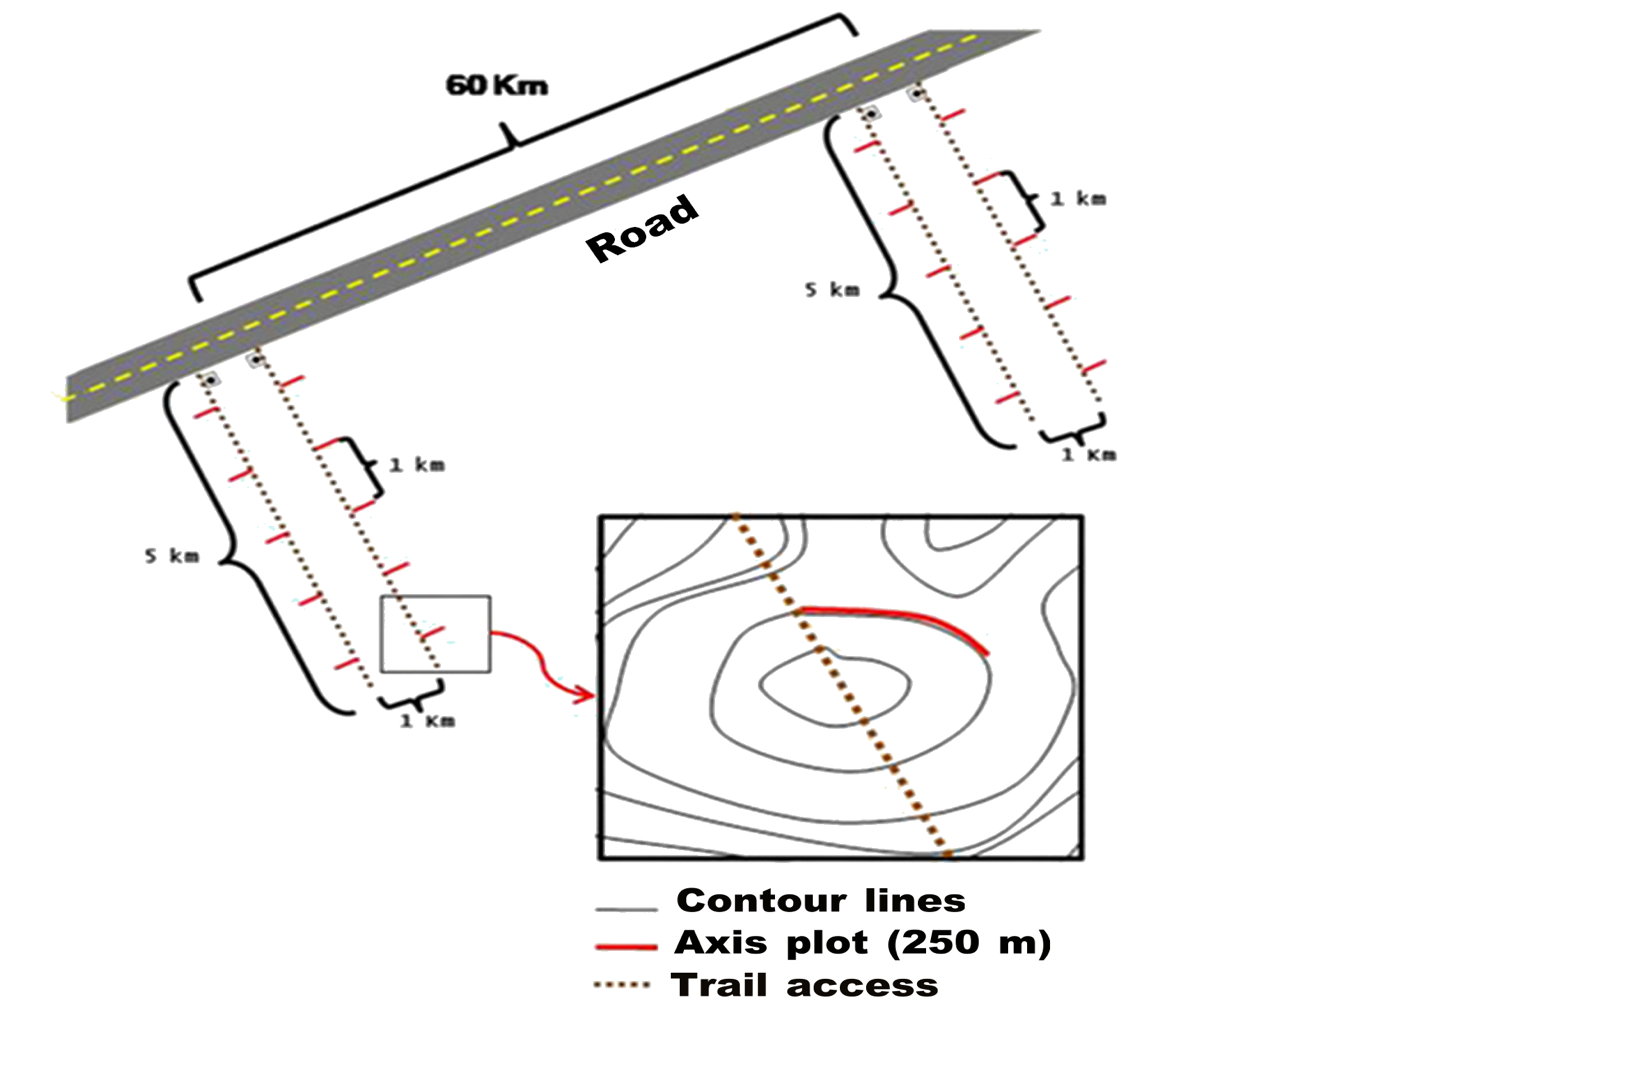 60 Km
Road
1 km
5 km
1 Km
1 km
5 km
1 Km
Contour lines
Axis plot (250 m)
Trail access